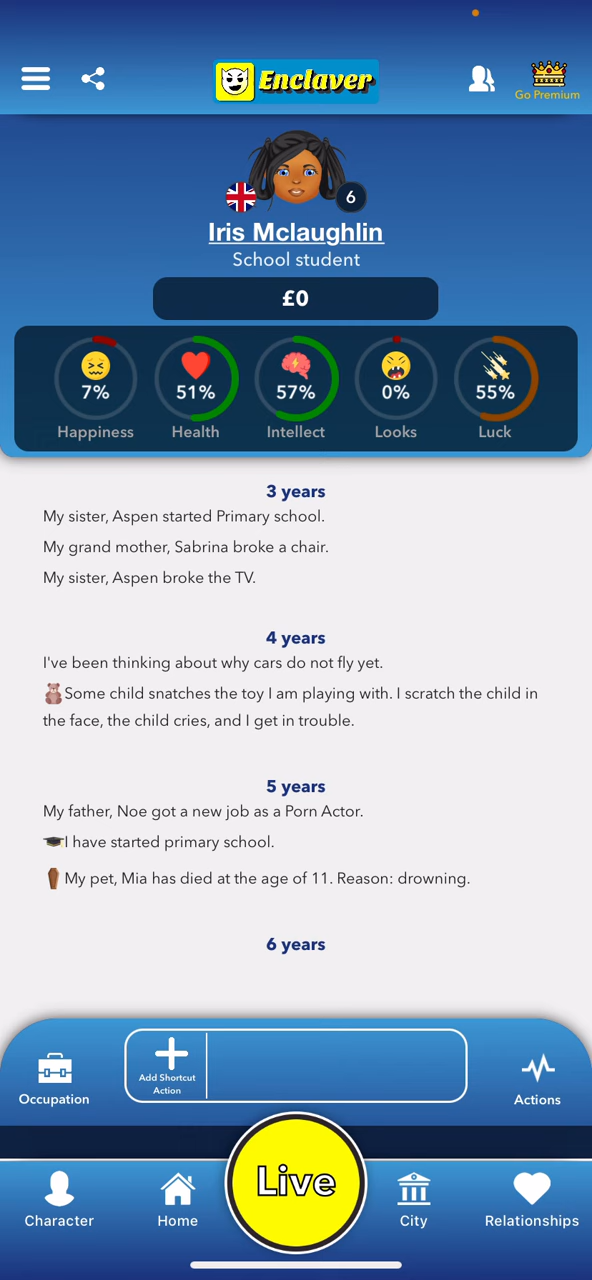 Enclaver
Go Premium
6
Iris Mclaughlin
School student
£0
7%
51%
57%
0%
55%
Happiness
Health
Intellect
Looks
Luck
3 years
My sister, Aspen started Primary school.
My grand mother, Sabrina broke a chair.
My sister, Aspen broke the TV.
4 years
I've been thinking about why cars do not fly yet.
Some child snatches the toy I am playing with. I scratch the child in
the face, the child cries, and I get in trouble.
5 years
My father, Noe got a new job as a Porn Actor.
I have started primary school.
My pet, Mia has died at the age of 11. Reason: drowning.
6 years
Occupation
Add Shortcut
Action
Actions
Live
Character
Home
City
Relationships